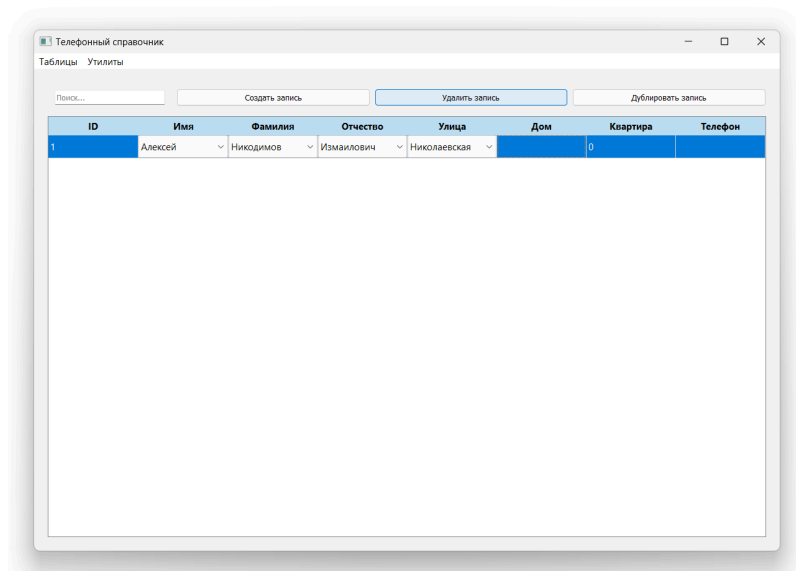 Телефонный справочник
Таблицы Утилиты
Поиск... Создать запись Удалить запись Дублировать запись
ID Имя Фамилия Отчество Улица Дом Квартира Телефон
1 Алексей Никодимов Измаилович Николаевская 0